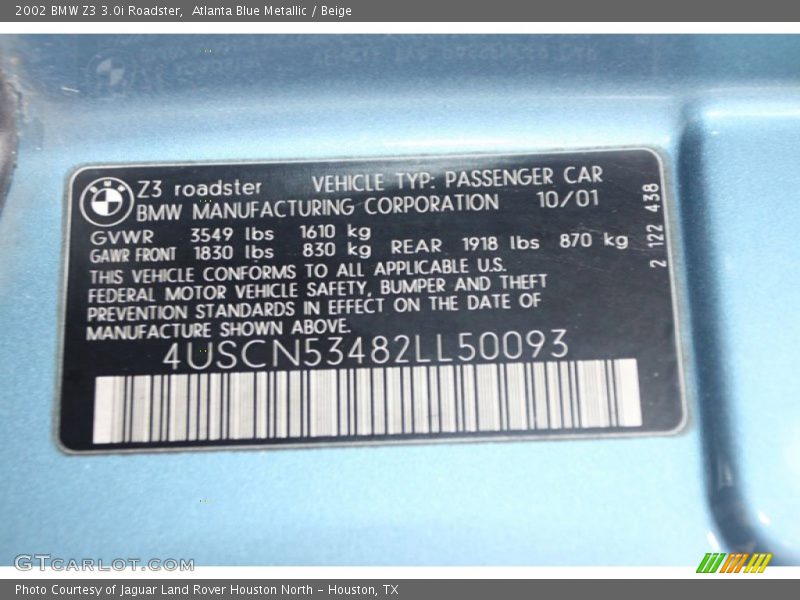 2002 BMW Z3 3.0i Roadster,  Atlanta Blue Metallic / Beige
Z3 roadster VEHICLE TYP: PASSENGER CAR
BMW MANUFACTURING CORPORATION 10/01
GVWR 3549 lbs 1610 kg
GAWR FRONT 1830 lbs 830 kg REAR 1918 lbs 870 kg
THIS VEHICLE CONFORMS TO ALL APPLICABLE U.S.
FEDERAL MOTOR VEHICLE SAFETY, BUMPER AND THEFT
PREVENTION STANDARDS IN EFFECT ON THE DATE OF
MANUFACTURE SHOWN ABOVE.
4USCN53482LL50093
2 122 438
GTCarLot.com
Photo Courtesy of Jaguar Land Rover Houston North - Houston, TX